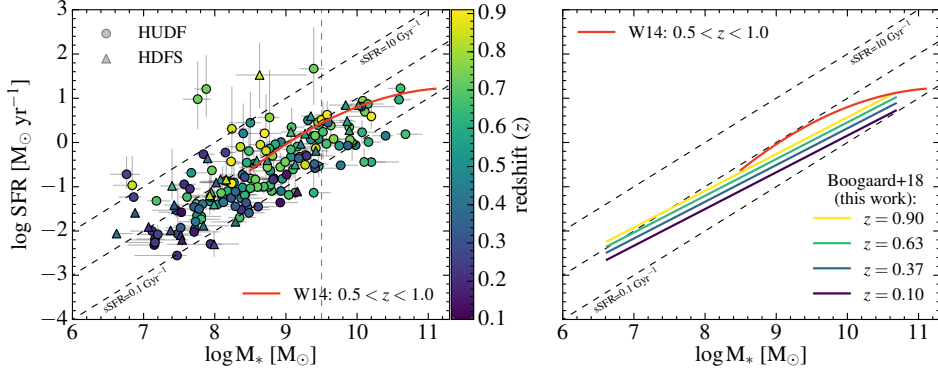 3
2
1
0
−1
−2
−3
−4
log SFR [M⊙ yr⁻¹]
HUDF
HDFS
sSFR=10 Gyr⁻¹
sSFR=0.1 Gyr⁻¹
W14: 0.5 < z < 1.0
6 7 8 9 10 11
log M* [M⊙]
0.9
0.8
0.7
0.6
0.5
0.4
0.3
0.2
0.1
redshift (z)
W14: 0.5 < z < 1.0
sSFR=10 Gyr⁻¹
sSFR=0.1 Gyr⁻¹
Boogaard+18
(this work):
z = 0.90
z = 0.63
z = 0.37
z = 0.10
6 7 8 9 10 11
log M* [M⊙]